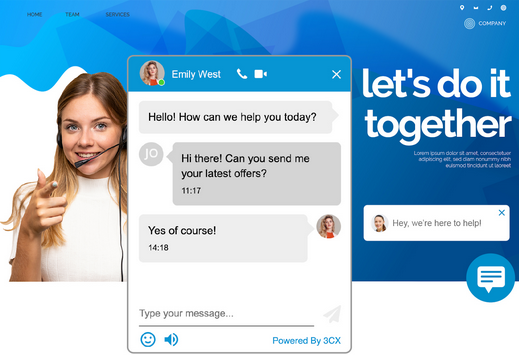 HOME TEAM SERVICES
COMPANY
Emily West
Hello! How can we help you today?
JO
Hi there! Can you send me
your latest offers?
11:17
Yes of course!
14:18
Type your message...
Powered By 3CX
let's do it
together
Lorem ipsum dolor sit amet, consectetuer
adipiscing elit, sed diam nonummy nibh
euismod tincidunt ut laoreet
Hey, we're here to help!